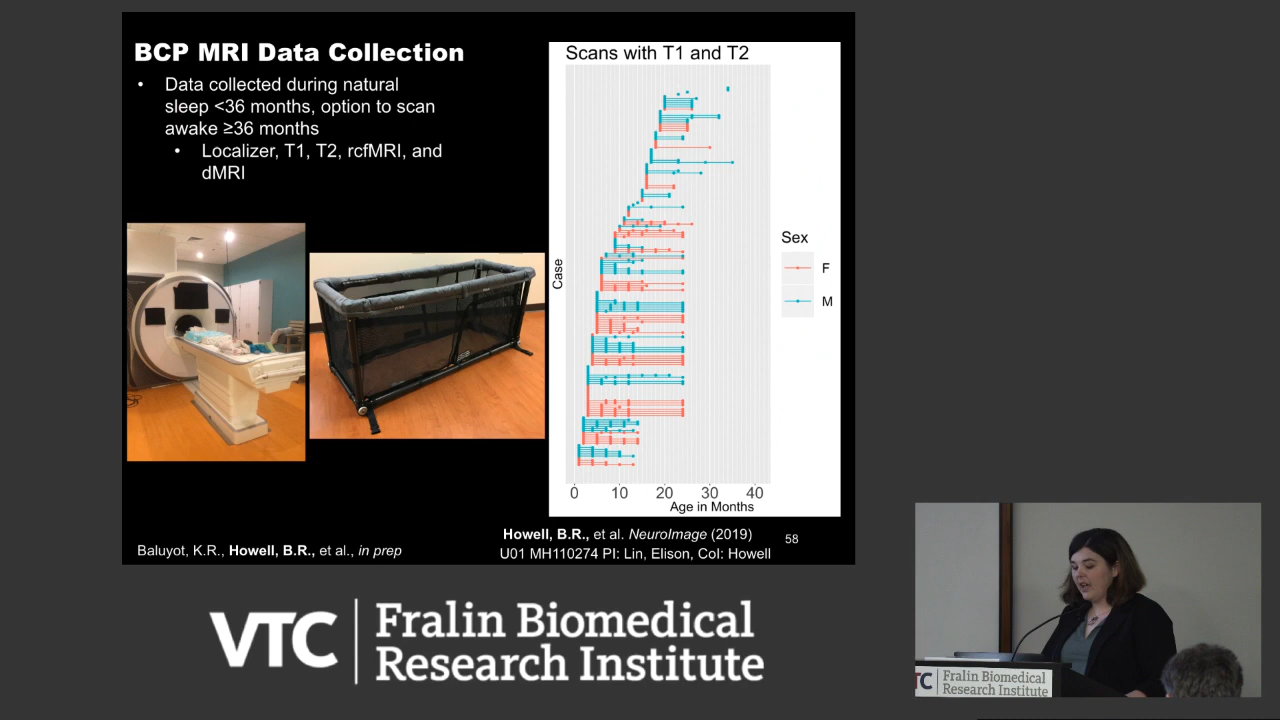 BCP MRI Data Collection
• Data collected during natural
sleep <36 months, option to scan
awake ≥36 months
• Localizer, T1, T2, rcfMRI, and
dMRI
Scans with T1 and T2
Case
0 10 20 30 40
Age in Months
Sex
F
M
Baluyot, K.R., Howell, B.R., et al., in prep
Howell, B.R., et al. NeuroImage (2019)
U01 MH110274 PI: Lin, Elison, CoI: Howell
58
VTC Fralin Biomedical
Research Institute
TC Fralin Biomedical
Research Institute